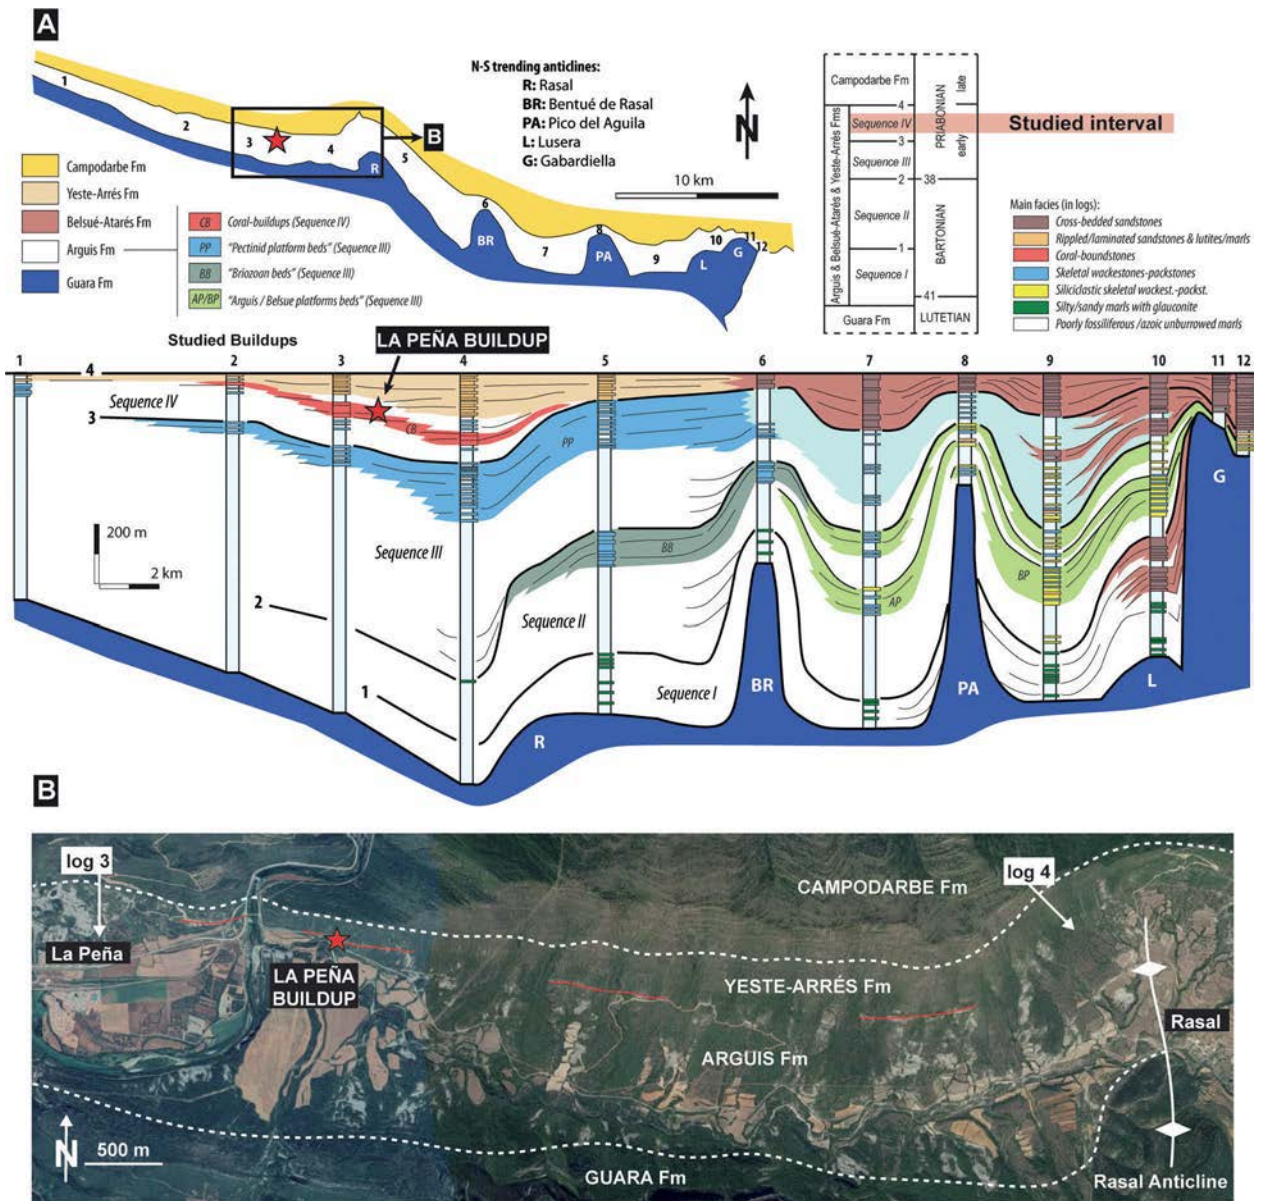 A
N-S trending anticlines:
R: Rasal
BR: Bentué de Rasal
PA: Pico del Aguila
L: Lusera
G: Gabardiella
N
10 km
1
2
3
4
B
5
R
6
BR
7
8
PA
9
10
L
11
G
12
Campodarbe Fm
Yeste-Arrés Fm
Belsué-Atarés Fm
Arguis Fm
Guara Fm
CB Coral-buildups (Sequence IV)
PP "Pectinid platform beds" (Sequence III)
BB "Briozoan beds" (Sequence III)
AP/BP "Arguis / Belsue platforms beds" (Sequence III)
Campodarbe Fm
Arguis & Belsué-Atarés & Yeste-Arrés Fms
4
Sequence IV
3
Sequence III
2
38
Sequence II
1
Sequence I
41
Guara Fm
late
PRIABONIAN
early
BARTONIAN
LUTETIAN
Studied interval
Main facies (in logs):
Cross-bedded sandstones
Rippled/laminated sandstones & lutites/marls
Coral-boundstones
Skeletal wackestones-packstones
Siliciclastic skeletal wackest.-packst.
Silty/sandy marls with glauconite
Poorly fossiliferous /azoic unburrowed marls
Studied Buildups
LA PEÑA BUILDUP
1 2 3 4 5 6 7 8 9 10 11 12
4
Sequence IV
3
CB
PP
200 m
2 km
Sequence III
BB
2
Sequence II
AP
BP
1
Sequence I
R
BR
PA
L
G
B
log 3
La Peña
LA PEÑA
BUILDUP
CAMPODARBE Fm
log 4
YESTE-ARRÉS Fm
Rasal
ARGUIS Fm
N
500 m
GUARA Fm
Rasal Anticline